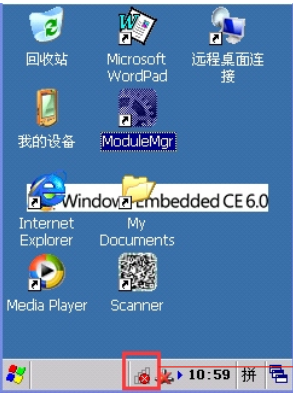 回收站
Microsoft
WordPad
远程桌面连
接
我的设备
ModuleMgr
Windows Embedded CE 6.0
Internet
Explorer
My
Documents
Media Player
Scanner
10:59
拼